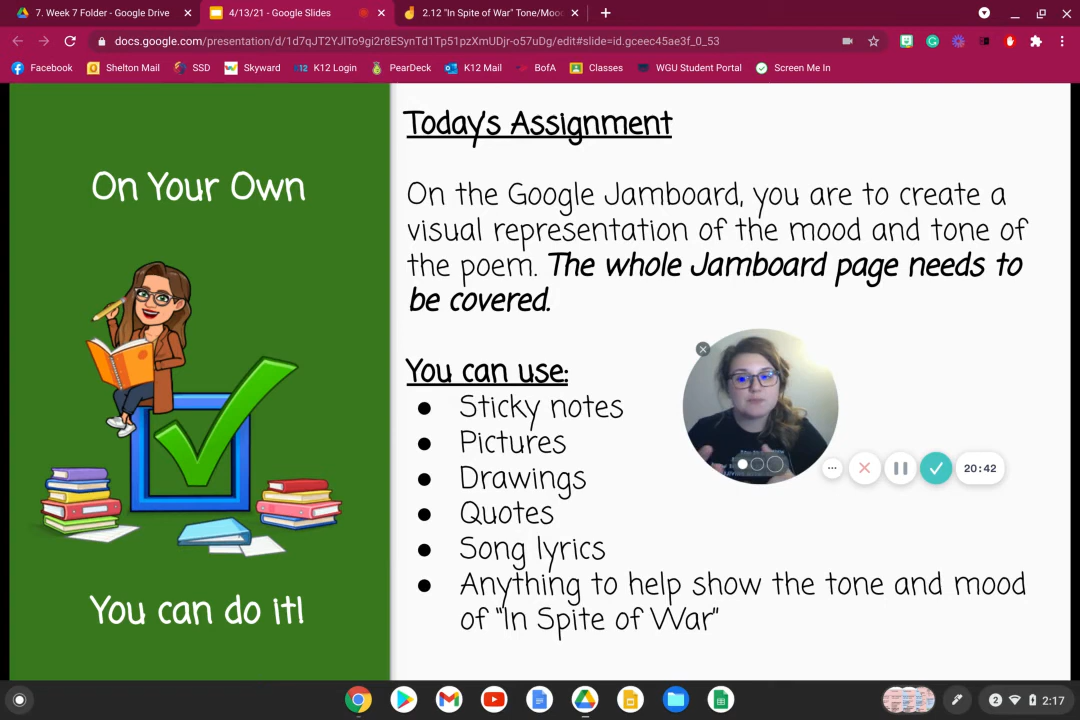 7. Week 7 Folder - Google Drive
4/13/21 - Google Slides
2.12 "In Spite of War" Tone/Moo
docs.google.com/presentation/d/1d7qJT2YJlTo9gi2r8ESynTd1Tp51pzXmUDjr-o57uDg/edit#slide=id.gceec45ae3f_0_53
Facebook
Shelton Mail
SSD
Skyward
K12 Login
PearDeck
K12 Mail
BofA
Classes
WGU Student Portal
Screen Me In
On Your Own
You can do it!
Today's Assignment
On the Google Jamboard, you are to create a
visual representation of the mood and tone of
the poem. The whole Jamboard page needs to
be covered.
You can use:
● Sticky notes
● Pictures
● Drawings
● Quotes
● Song lyrics
● Anything to help show the tone and mood
of "In Spite of War"
20:42
2
2:17